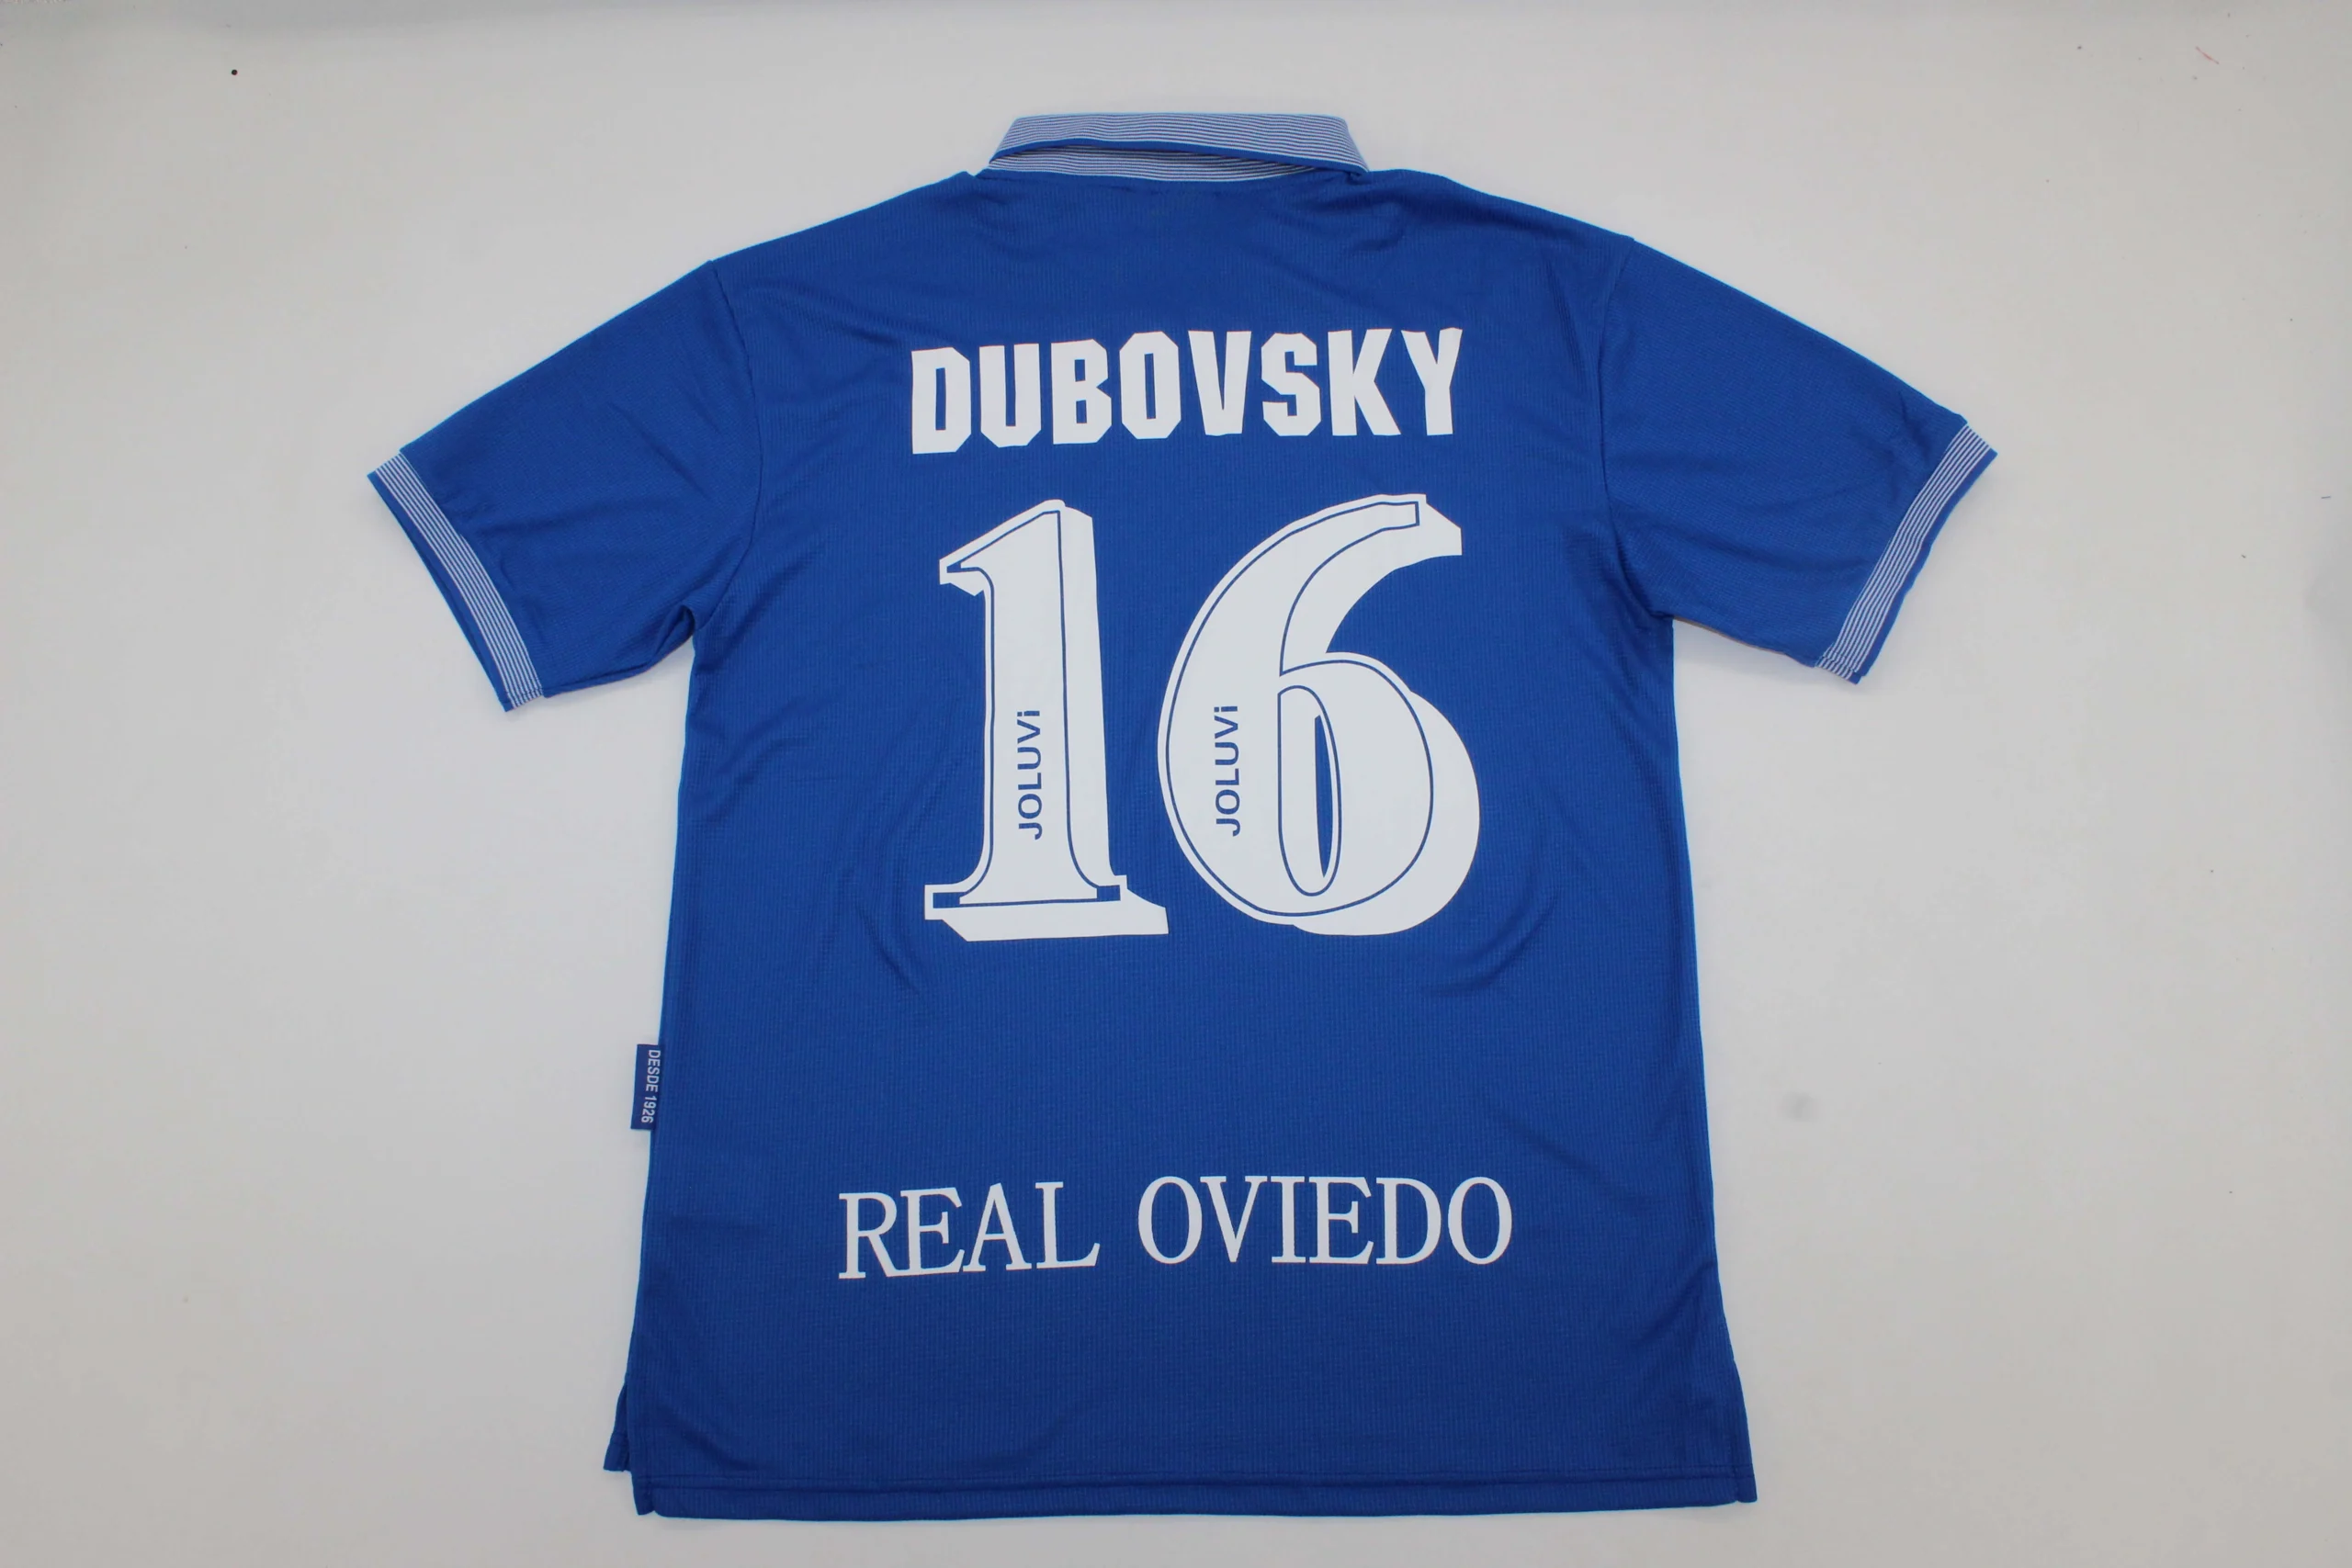 DUBOVSKY
16
JOLUVi
JOLUVi
DESDE 1926
REAL OVIEDO